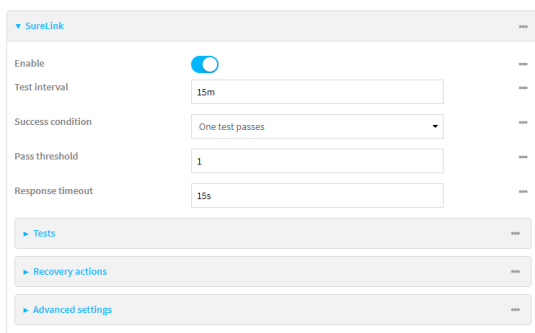 SureLink
Enable
Test interval 15m
Success condition One test passes
Pass threshold 1
Response timeout 15s
Tests
Recovery actions
Advanced settings